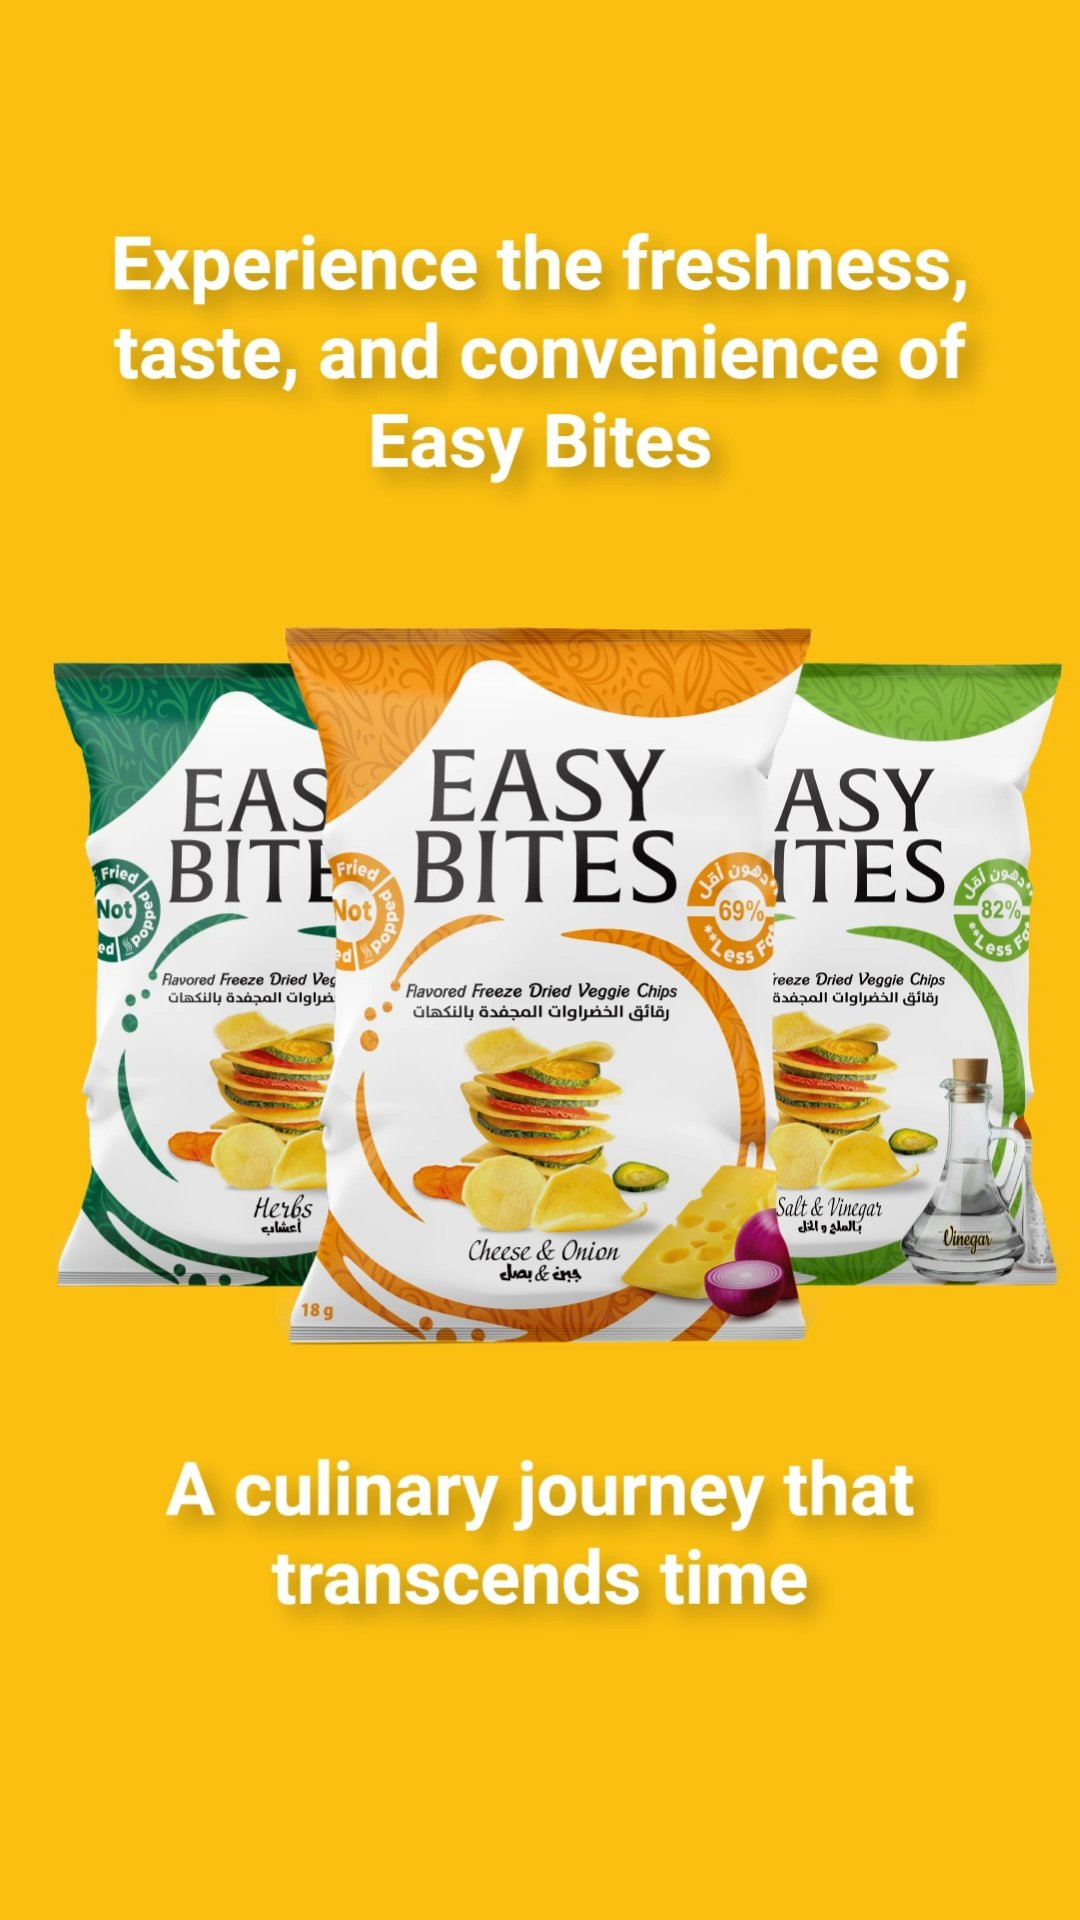 Experience the freshness,
taste, and convenience of
Easy Bites
EAS
BITE
Fried
Not
Popped
ed
Flavored Freeze Dried Veg
Herbs
أعشاب
EASY
BITES
Fried
Not
Popped
ed
دهون أقل
69%
**Less Fa
Flavored Freeze Dried Veggie Chips
رقائق الخضراوات المجفدة بالنكهات
Cheese & Onion
جبن & بصل
18 g
ASY
ITES
دهون أقل**
82%
**Less Fa
reeze Dried Veggie Chips
رقائق الخضراوات المجفدة
Salt & Vinegar
بالملح و الخل
Vinegar
A culinary journey that
transcends time